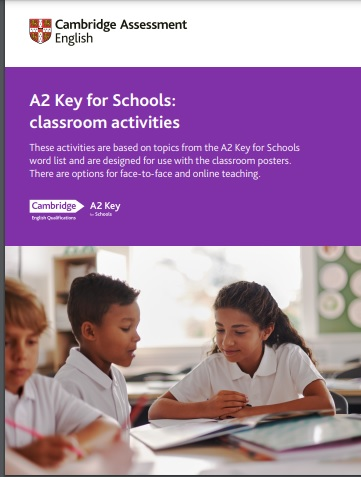 Cambridge Assessment
English
A2 Key for Schools:
classroom activities
These activities are based on topics from the A2 Key for Schools
word list and are designed for use with the classroom posters.
There are options for face-to-face and online teaching.
Cambridge
English Qualifications
A2 Key
for Schools